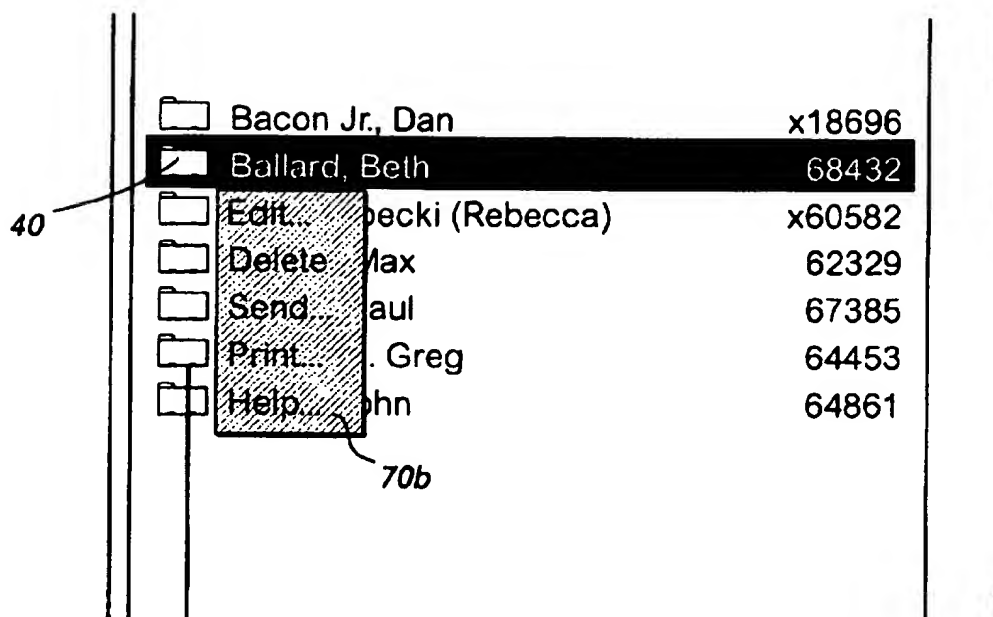 Bacon Jr., Dan x18696
Ballard, Beth 68432
40
Edit... becki (Rebecca) x60582
Delete Max 62329
Send... aul 67385
Print... . Greg 64453
Help... ohn 64861
70b